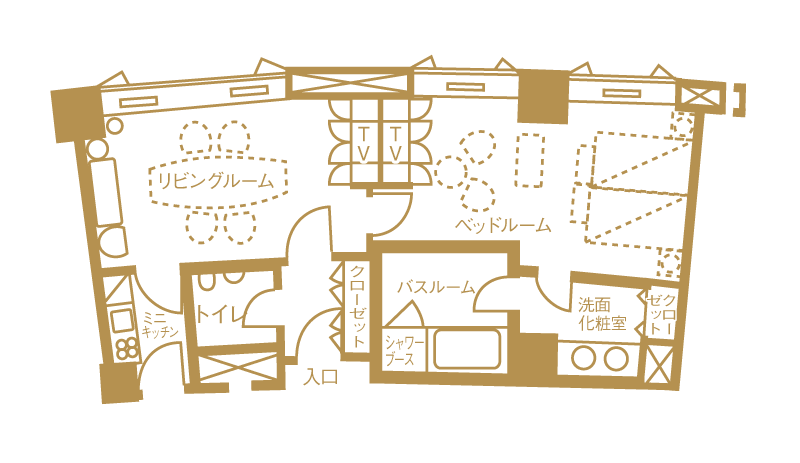 TV
TV
リビングルーム
ベッドルーム
クローゼット
バスルーム
トイレ
ミニ
キッチン
洗面
化粧室
クロー
ゼット
シャワー
ブース
入口